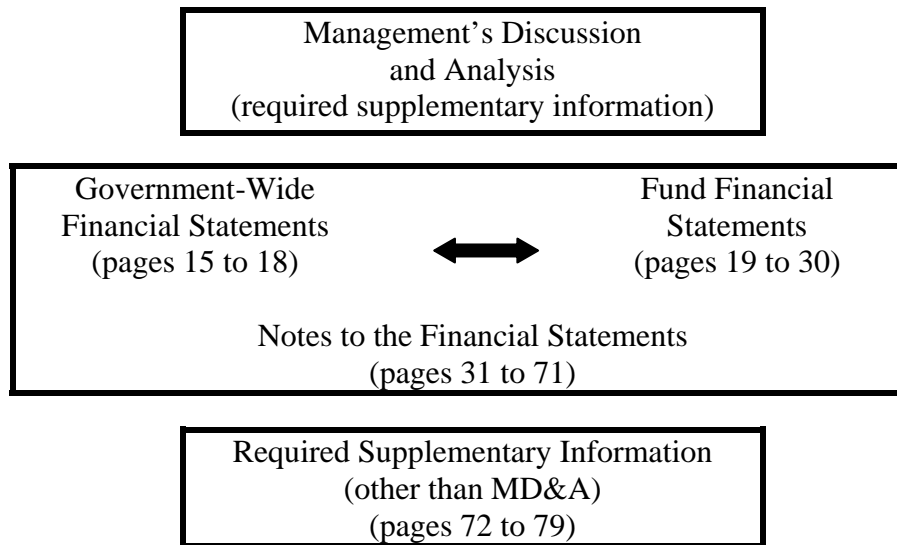 Management’s Discussion
and Analysis
(required supplementary information)
Government-Wide
Financial Statements
(pages 15 to 18)
Fund Financial
Statements
(pages 19 to 30)
Notes to the Financial Statements
(pages 31 to 71)
Required Supplementary Information
(other than MD&A)
(pages 72 to 79)